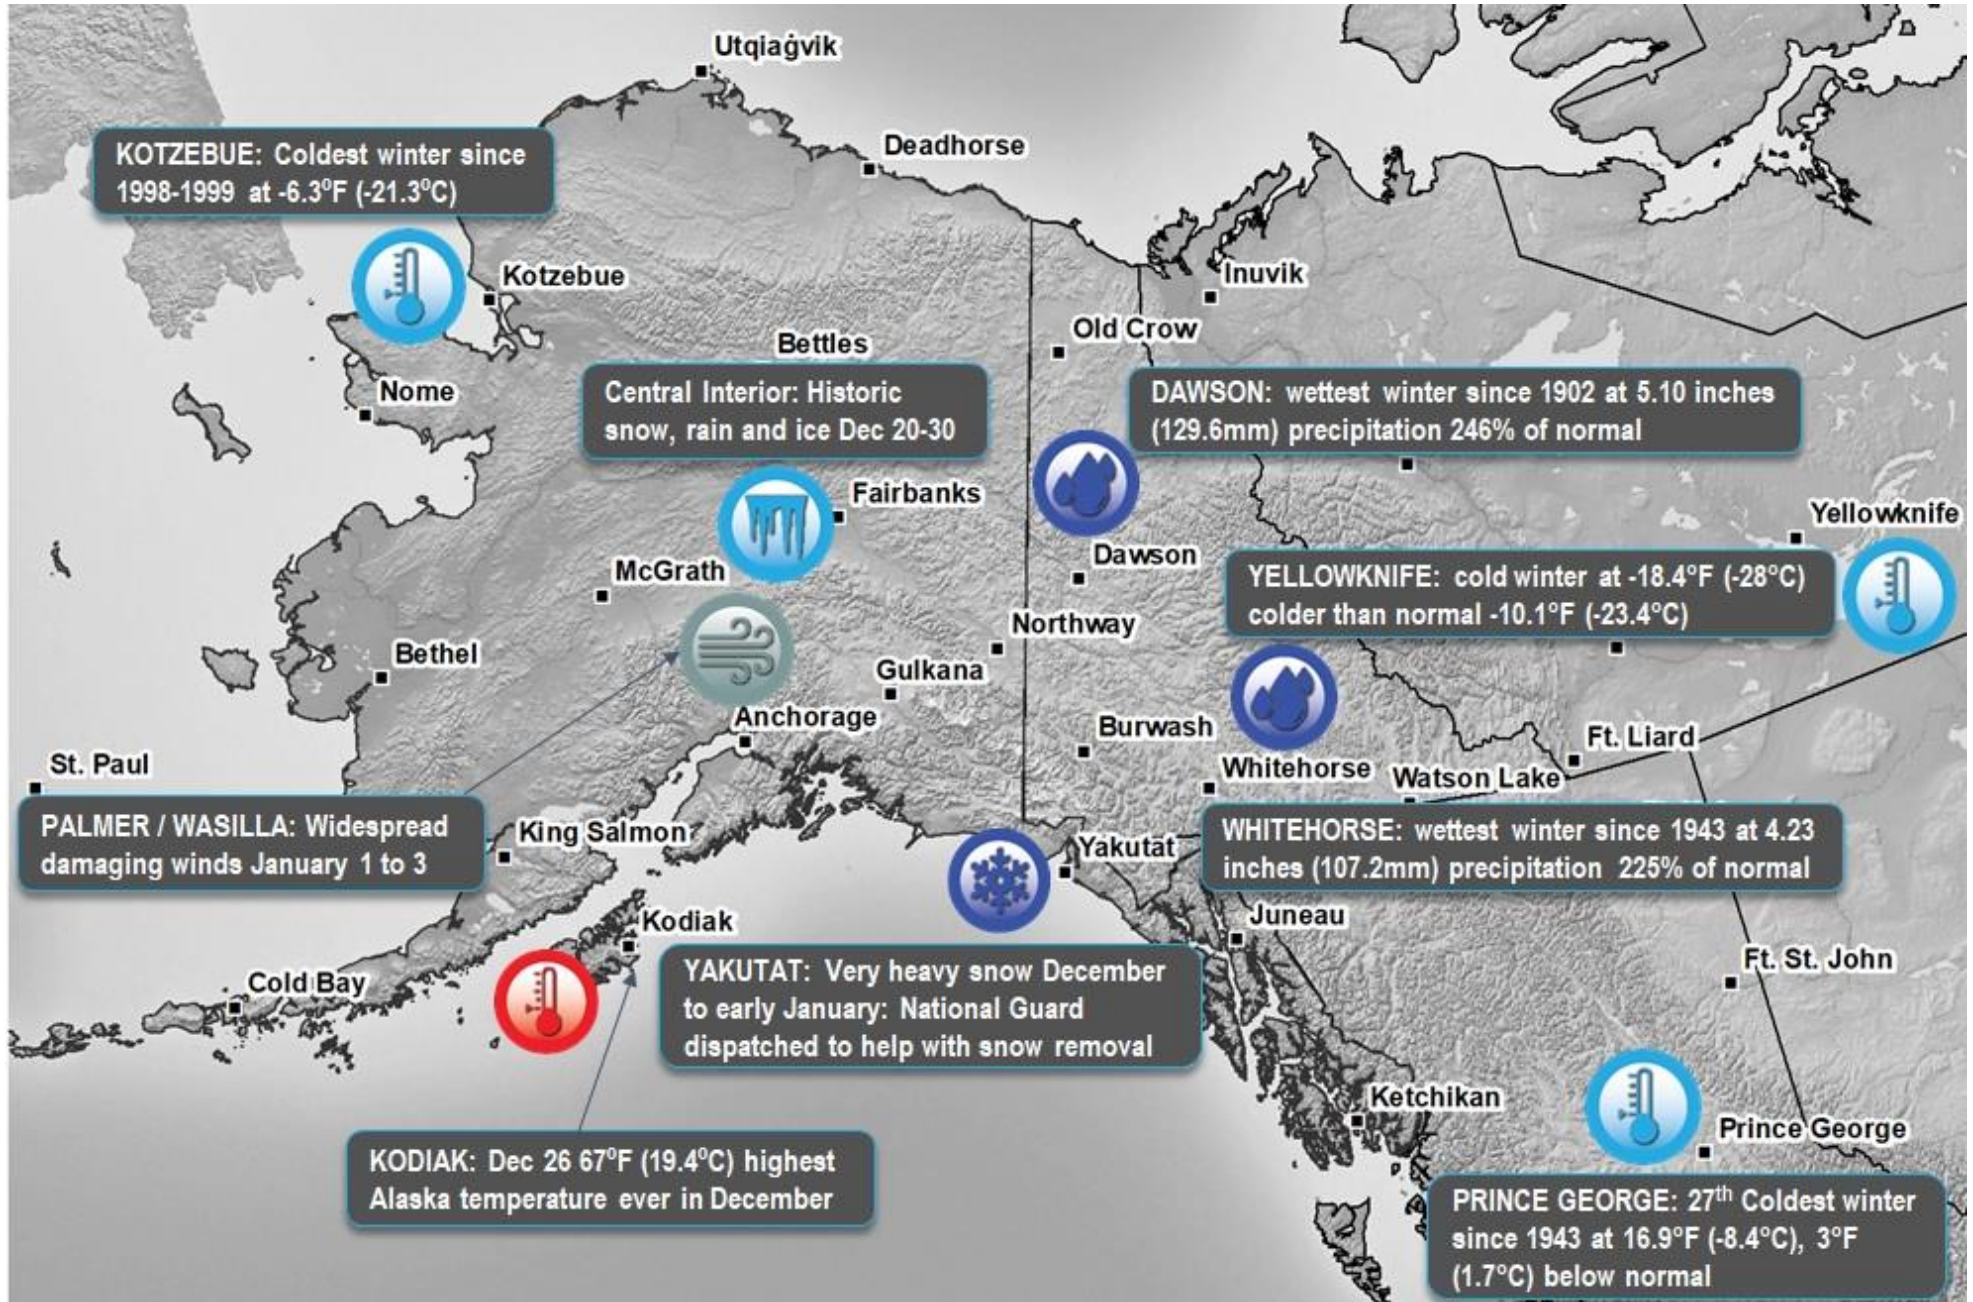 Utqiaġvik
Deadhorse
KOTZEBUE: Coldest winter since
1998-1999 at -6.3°F (-21.3°C)
Kotzebue
Inuvik
Old Crow
Bettles
Nome
Central Interior: Historic
snow, rain and ice Dec 20-30
DAWSON: wettest winter since 1902 at 5.10 inches
(129.6mm) precipitation 246% of normal
Fairbanks
Yellowknife
Dawson
McGrath
YELLOWKNIFE: cold winter at -18.4°F (-28°C)
colder than normal -10.1°F (-23.4°C)
Northway
Bethel
Gulkana
Anchorage
Burwash
Ft. Liard
St. Paul
Whitehorse
Watson Lake
PALMER / WASILLA: Widespread
damaging winds January 1 to 3
King Salmon
Yakutat
WHITEHORSE: wettest winter since 1943 at 4.23
inches (107.2mm) precipitation 225% of normal
Kodiak
Juneau
Cold Bay
YAKUTAT: Very heavy snow December
to early January: National Guard
dispatched to help with snow removal
Ft. St. John
Ketchikan
Prince George
KODIAK: Dec 26 67°F (19.4°C) highest
Alaska temperature ever in December
PRINCE GEORGE: 27th Coldest winter
since 1943 at 16.9°F (-8.4°C), 3°F
(1.7°C) below normal